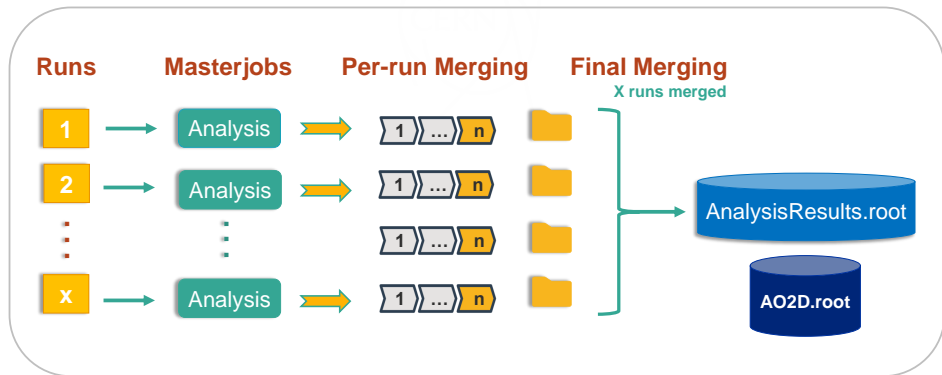 Runs
Masterjobs
Per-run Merging
Final Merging
X runs merged
1
Analysis
1 ... n
2
Analysis
1 ... n
1 ... n
x
Analysis
1 ... n
AnalysisResults.root
AO2D.root